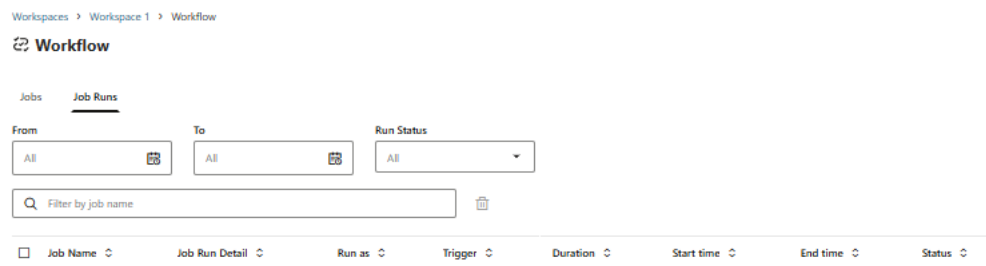 Workspaces > Workspace 1 > Workflow
Workflow
Jobs Job Runs
From To Run Status
All All All
Filter by job name
Job Name Job Run Detail Run as Trigger Duration Start time End time Status